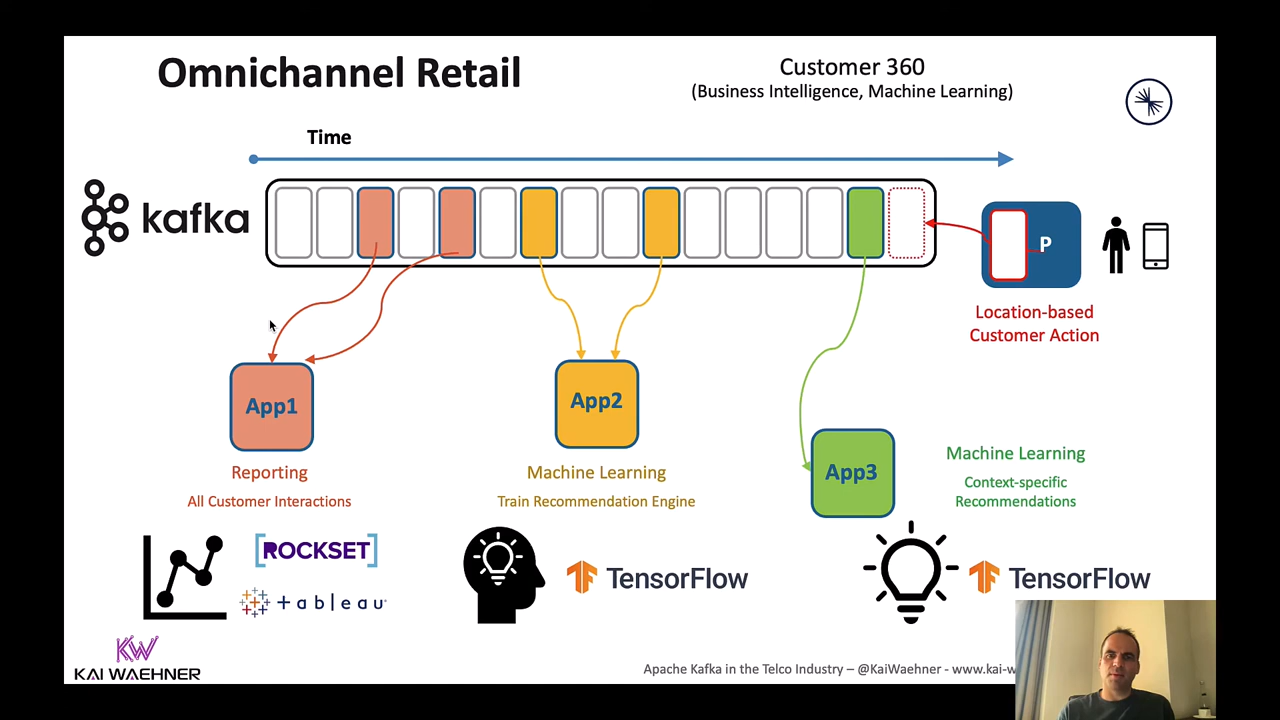 Omnichannel Retail
Customer 360
(Business Intelligence, Machine Learning)
Time
kafka
P
Location-based
Customer Action
App1
App2
App3
Reporting
All Customer Interactions
Machine Learning
Train Recommendation Engine
Machine Learning
Context-specific
Recommendations
[ROCKSET]
+ableau
TensorFlow
TensorFlow
KW
KAI WAEHNER
Apache Kafka in the Telco Industry – @KaiWaehner - www.kai-w